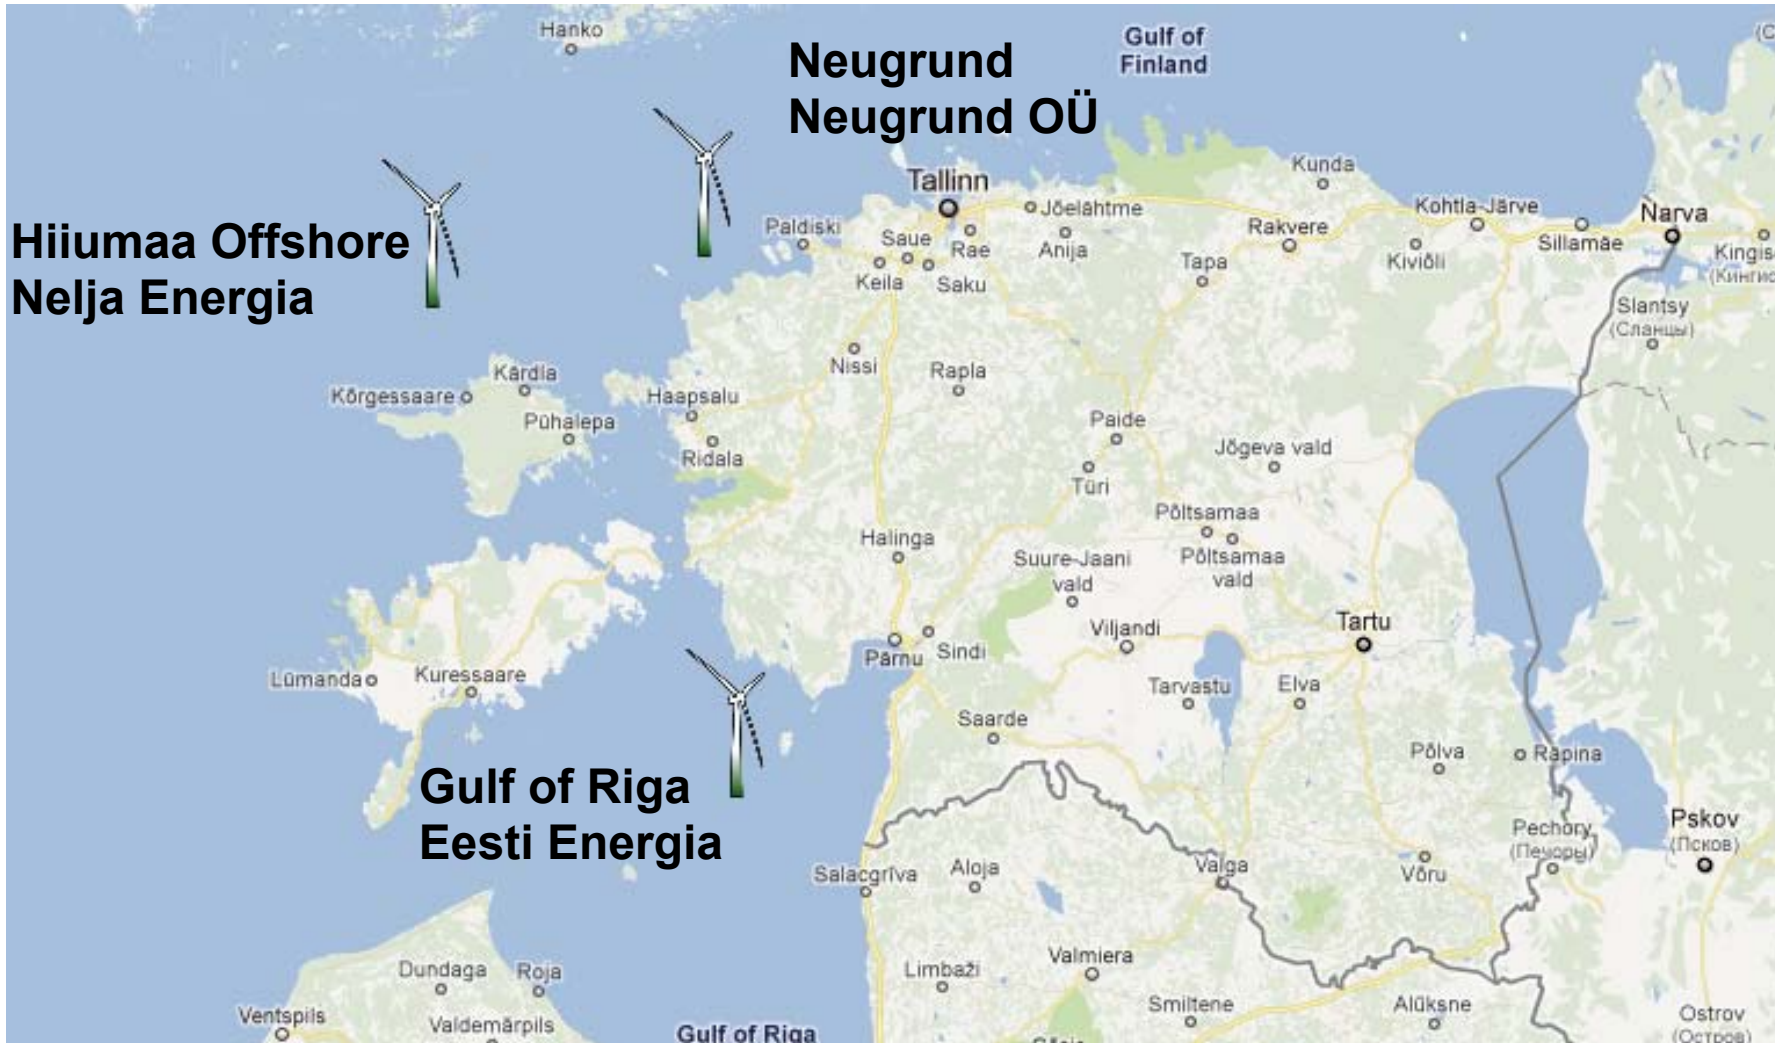 Hanko
Gulf of
Finland
Neugrund
Neugrund OÜ
Hiiumaa Offshore
Nelja Energia
Tallinn
Kunda
Jõelähtme
Paldiski
Saue
Rae
Anija
Keila
Saku
Tapa
Rakvere
Kohtla-Järve
Kiviõli
Sillamäe
Narva
Kingis
(Кингис
Slantsy
(Сланцы)
Kärdla
Kõrgessaare
Pühalepa
Haapsalu
Ridala
Nissi
Rapla
Paide
Türi
Jõgeva vald
Põltsamaa
Põltsamaa
vald
Halinga
Suure-Jaani
vald
Viljandi
Tartu
Pärnu
Sindi
Lümanda
Kuressaare
Tarvastu
Elva
Saarde
Põlva
Räpina
Gulf of Riga
Eesti Energia
Pechory
(Печоры)
Pskov
(Псков)
Salacgrīva
Aloja
Valga
Võru
Dundaga
Roja
Limbaži
Valmiera
Ventspils
Valdemārpils
Gulf of Riga
Smiltene
Alūksne
Cēsis
Ostrov
(Остров)